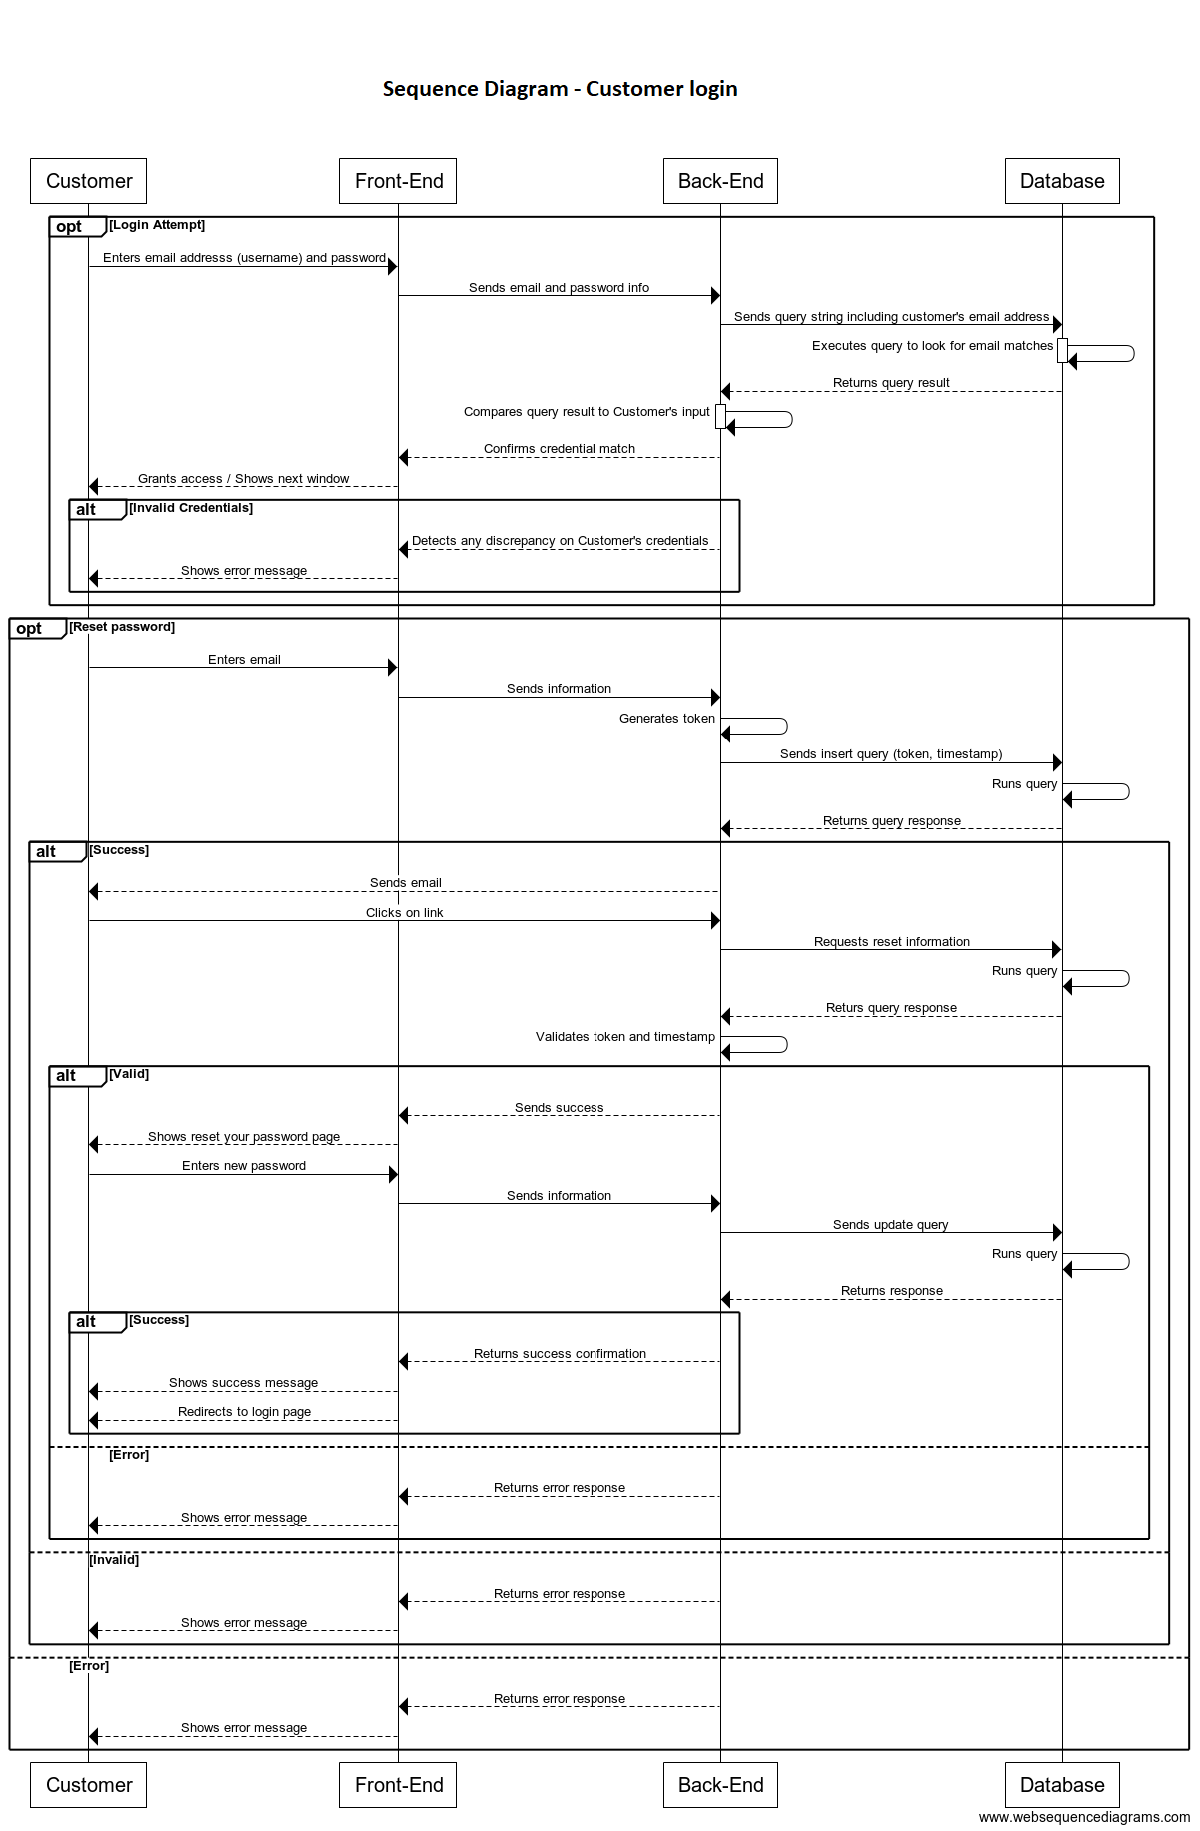 Sequence Diagram - Customer login
Customer
Front-End
Back-End
Database
opt
[Login Attempt]
Enters email addresss (username) and password
Sends email and password info
Sends query string including customer's email address
Executes query to look for email matches
Returns query result
Compares query result to Customer's input
Confirms credential match
Grants access / Shows next window
alt
[Invalid Credentials]
Detects any discrepancy on Customer's credentials
Shows error message
opt
[Reset password]
Enters email
Sends information
Generates token
Sends insert query (token, timestamp)
Runs query
Returns query response
alt
[Success]
Sends email
Clicks on link
Requests reset information
Runs query
Returs query response
Validates token and timestamp
alt
[Valid]
Sends success
Shows reset your password page
Enters new password
Sends information
Sends update query
Runs query
Returns response
alt
[Success]
Returns success confirmation
Shows success message
Redirects to login page
[Error]
Returns error response
Shows error message
[Invalid]
Returns error response
Shows error message
[Error]
Returns error response
Shows error message
Customer
Front-End
Back-End
Database
www.websequencediagrams.com